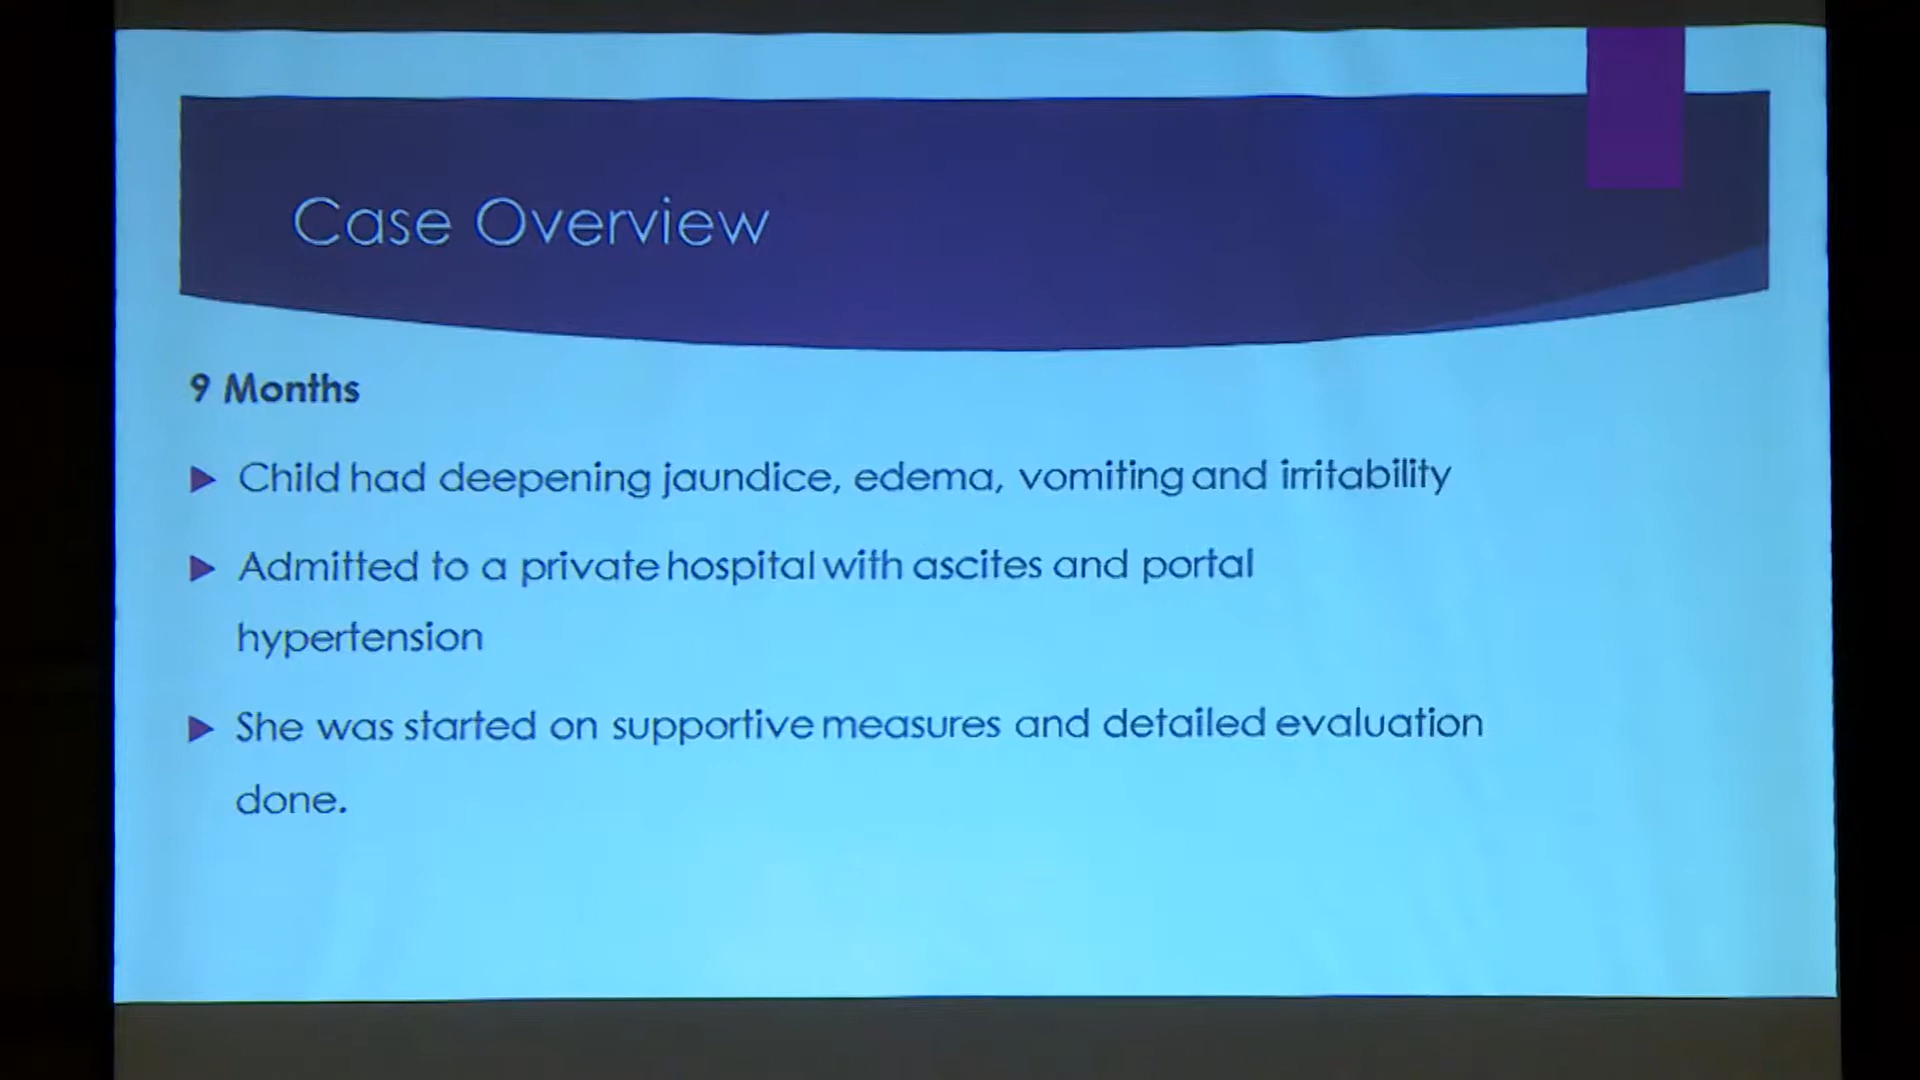 Case Overview
9 Months
Child had deepening jaundice, edema, vomiting and irritability
Admitted to a private hospital with ascites and portal
hypertension
She was started on supportive measures and detailed evaluation
done.